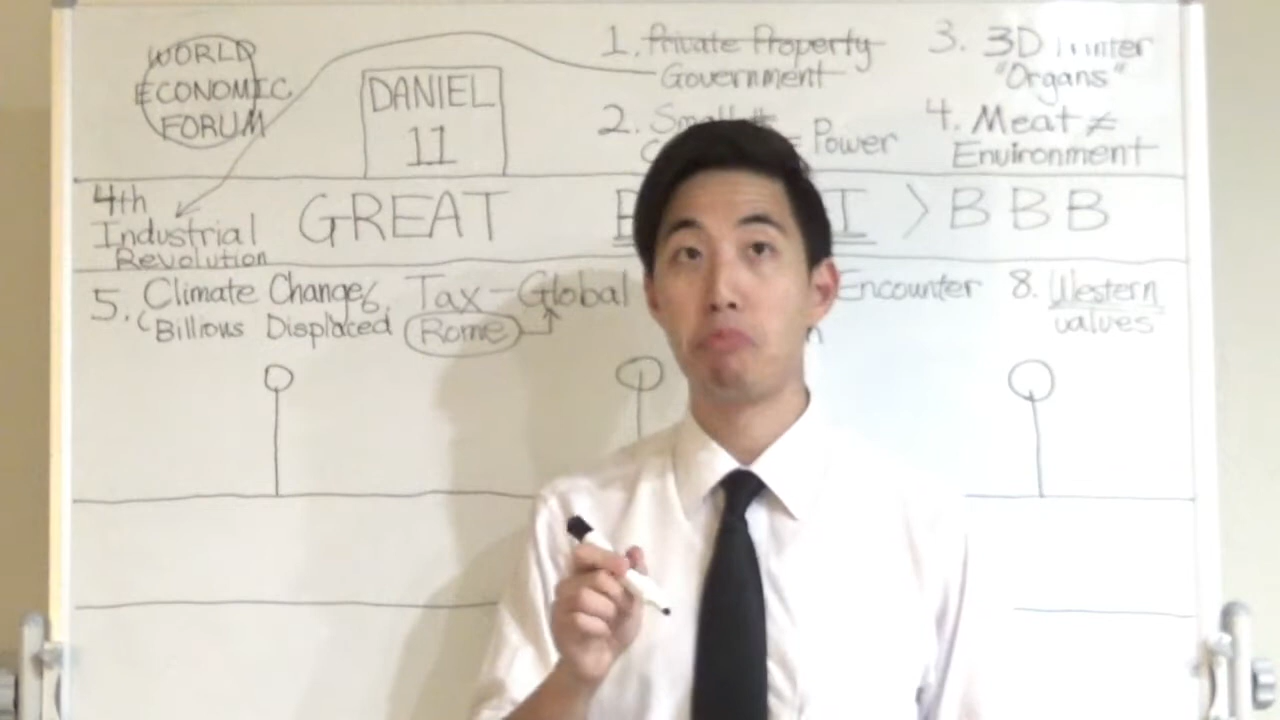 WORLD
ECONOMIC
FORUM
DANIEL
11
1. Private Property
Government
2.
= Power
3. 3D Printer
"Organs"
4. Meat ≠
Environment
4th
Industrial
Revolution
GREAT
I > B B B
5. Climate Change
(Billions Displaced
6. Tax - Global
Rome
Encounter
8. Western
values